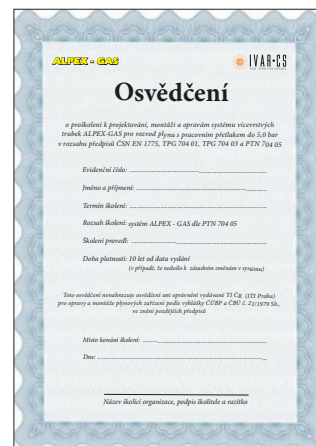 ALPEX - GAS
IVAR CS
Osvědčení
o proškolení k projektování, montáži a opravám systému vícevrstvých
trubek ALPEX-GAS pro rozvod plynu s pracovním přetlakem do 5,0 bar
v rozsahu předpisů ČSN EN 1775, TPG 704 01, TPG 704 03 a PTN 704 05
Evidenční číslo:
Jméno a příjmení:
Termín školení:
Rozsah školení: systém ALPEX - GAS dle PTN 704 05
Školení provedl:
Doba platnosti: 10 let od data vydání
(v případě, že nedošlo k zásadním změnám v systému)
Toto osvědčení nenahrazuje osvědčení ani oprávnění vydávané TI ČR (ITI Praha)
pro opravy a montáže plynových zařízení podle vyhlášky ČÚBP a ČBÚ č. 21/1979 Sb.,
ve znění pozdějších předpisů
Místo konání školení:
Dne:
Název školicí organizace, podpis školitele a razítko